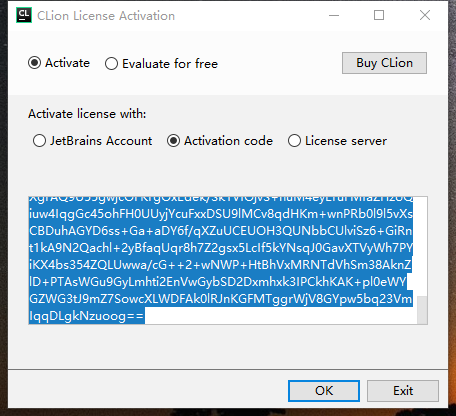 CLion License Activation
Activate
Evaluate for free
Buy CLion
Activate license with:
JetBrains Account
Activation code
License server
iuw4IqgGc45ohFH0UUyjYcuFxxDSU9lMCv8qdHKm+wnPRb0l9l5vXs
CBDuhAGYD6ss+Ga+aDY6f/qXZuUCEUOH3QUNbbCUlviSz6+GiRn
t1kA9N2Qachl+2yBfaqUqr8h7Z2gsx5LcIf5kYNsqJ0GavXTVyWh7PY
iKX4bs354ZQLUwwa/cG++2+wNWP+HtBhVxMRNTdVhSm38AknZ
lD+PTAsWGu9GyLmhti2EnVwGybSD2Dxmhxk3IPCkhKAK+pl0eWY
GZWG3tJ9mZ7SowcXLWDFAk0lRJnKGFMTggrWjV8GYpw5bq23Vm
IqqDLgkNzuoog==
OK
Exit